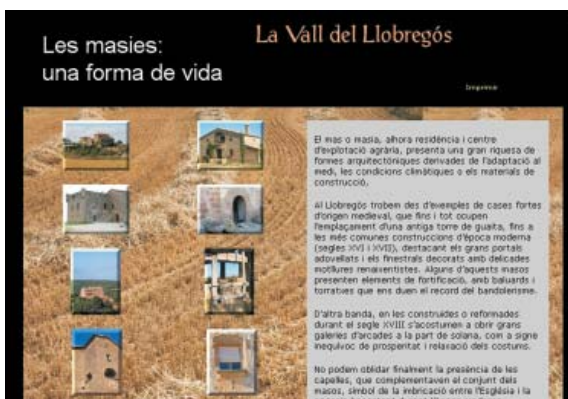 La Vall del Llobregós
Les masies:
una forma de vida
Imprimir
El mas o masia, alhora residència i centre
d'explotació agrària, presenta una gran riquesa de
formes arquitectòniques derivades de l'adaptació al
medi, les condicions climàtiques o els materials de
construcció.
Al Llobregós trobem des d'exemples de cases fortes
d'origen medieval, que fins i tot ocupen
l'emplaçament d'una antiga torre de guaita, fins a
les més comunes construccions d'època moderna
(segles XVI i XVII), destacant els grans portals
adovellats i els finestrals decorats amb delicades
motllures renaixentistes. Alguns d'aquests masos
presenten elements de fortificació, amb baluards i
torratxes que ens duen el record del bandolerisme.
D'altra banda, en les construïdes o reformades
durant el segle XVIII s'acostumen a obrir grans
galeries d'arcades a la part de solana, com a signe
inequívoc de prosperitat i relaxació dels costums.
No podem oblidar finalment la presència de les
capelles, que complementaven el conjunt dels
masos, símbol de la imbricació entre l'Església i la